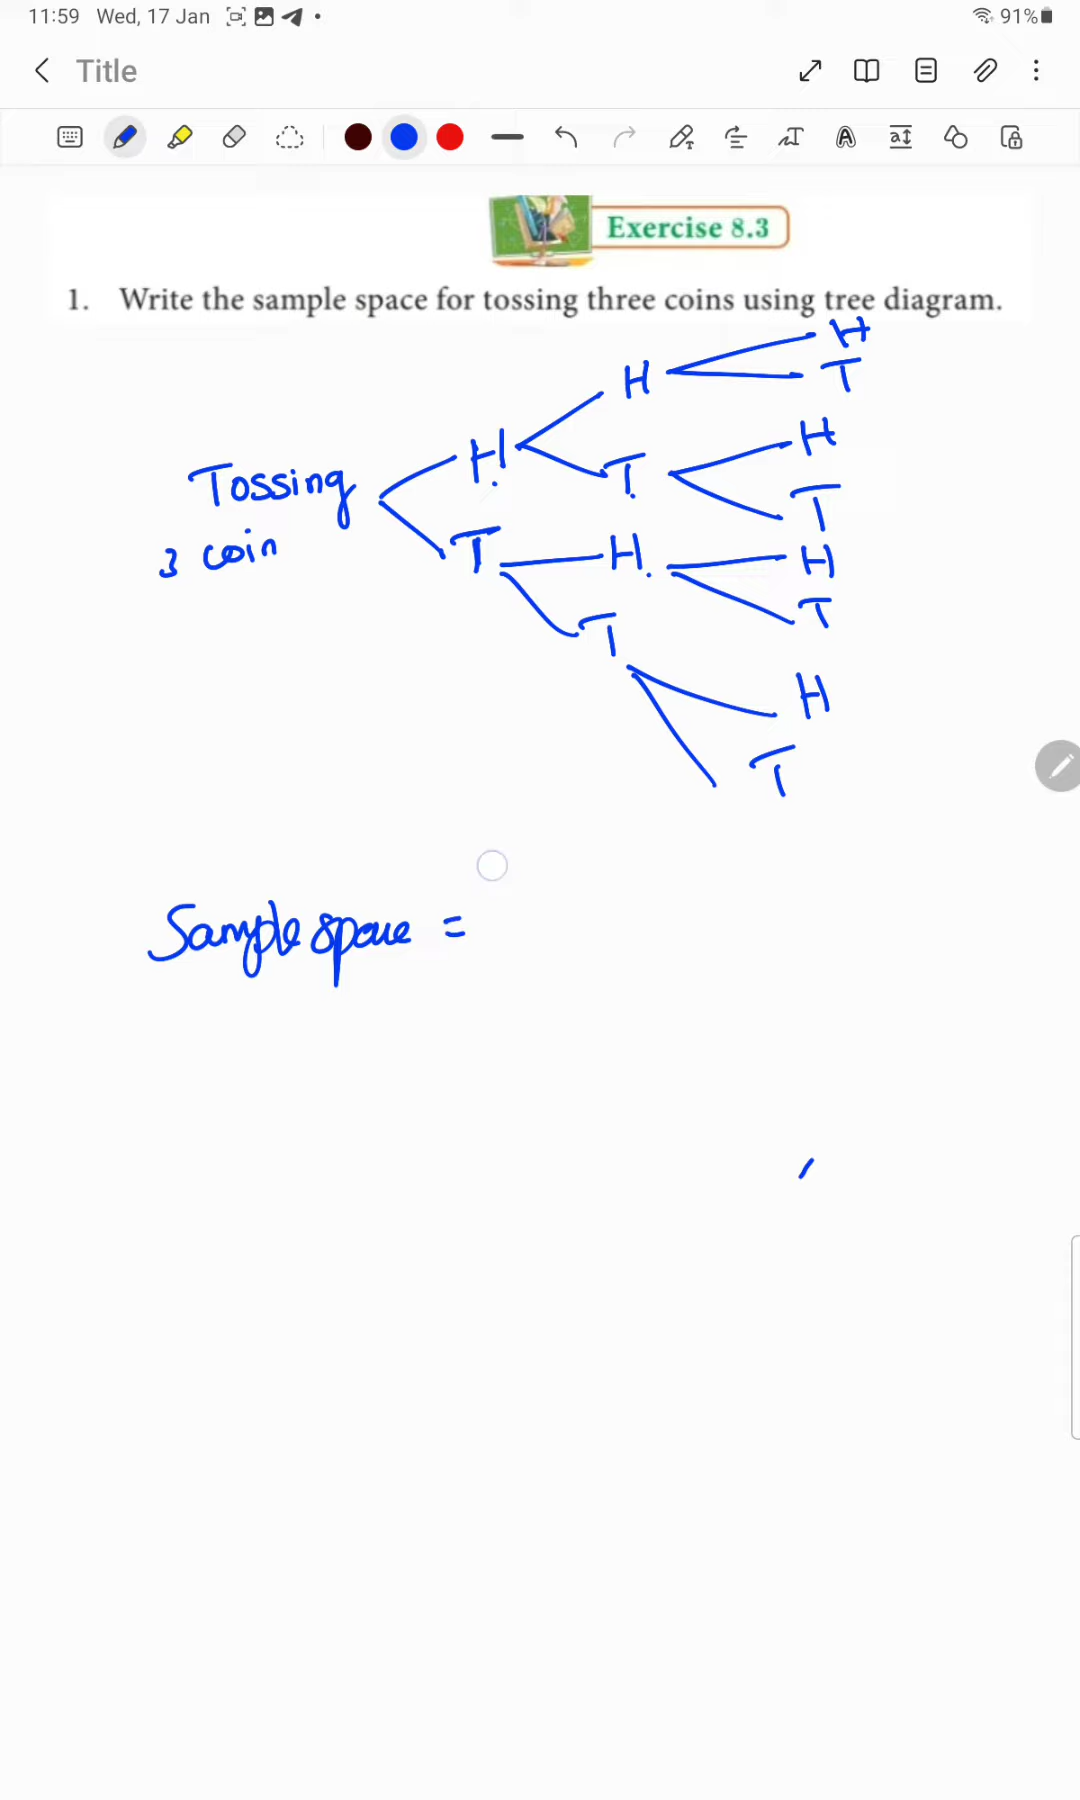 11:59 Wed, 17 Jan 91%
Title
Exercise 8.3
1. Write the sample space for tossing three coins using tree diagram.
H
H T
H H
Tossing T T
3 coin T H H
T T
H
T
Sample space =